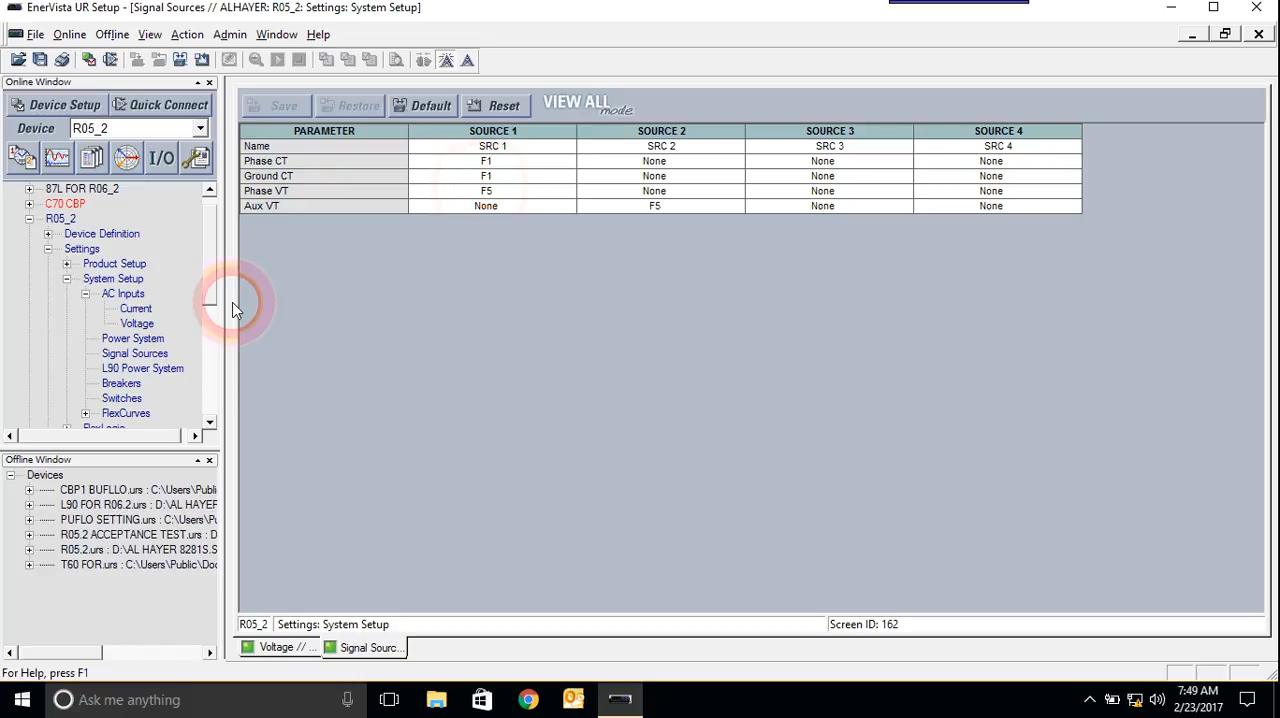 EnerVista UR Setup - [Signal Sources // ALHAYER: R05_2: Settings: System Setup]
File Online Offline View Action Admin Window Help
Online Window
Device Setup Quick Connect
Device R05_2
I/O
87L FOR R06_2
C70 CBP
R05_2
Device Definition
Settings
Product Setup
System Setup
AC Inputs
Current
Voltage
Power System
Signal Sources
L90 Power System
Breakers
Switches
FlexCurves
FlexLogic
Offline Window
Devices
CBP1 BUFLLO.urs : C:\Users\Publi
L90 FOR R06.2.urs : D:\AL HAYER
PUFLO SETTING.urs : C:\Users\Pu
R05.2 ACCEPTANCE TEST.urs : D
R05.2.urs : D:\AL HAYER 8281S.S
T60 FOR.urs : C:\Users\Public\Doc
Save Restore Default Reset VIEW ALL mode
PARAMETER SOURCE 1 SOURCE 2 SOURCE 3 SOURCE 4
Name SRC 1 SRC 2 SRC 3 SRC 4
Phase CT F1 None None None
Ground CT F1 None None None
Phase VT F5 None None None
Aux VT None F5 None None
R05_2 Settings: System Setup Screen ID: 162
Voltage // ... Signal Sourc...
For Help, press F1
Ask me anything
7:49 AM
2/23/2017